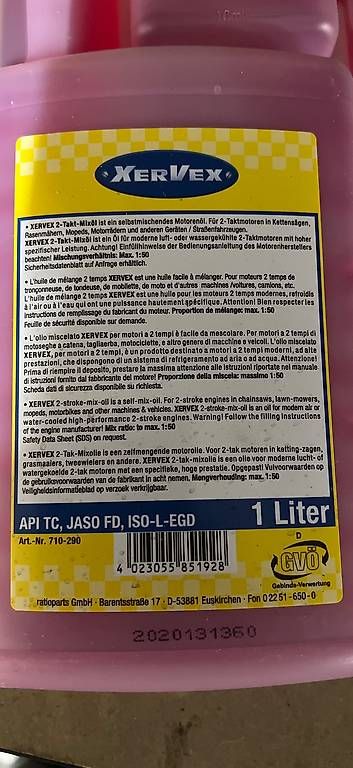 XERVEX
• XERVEX 2-Takt-Mixöl ist ein selbstmischendes Motorenöl. Für 2-Taktmotoren in Kettensägen,
Rasenmähern, Mopeds, Motorrädern und anderen Geräten / Straßenfahrzeugen.
XERVEX 2-Takt-Mixöl ist ein Öl für moderne luft- oder wassergekühlte 2-Taktmotoren mit hoher
spezifischer Leistung. Achtung! Einfüllhinweise der Bedienungsanleitung des Motorenherstellers
beachten! Mischungsverhältnis: Max. 1:50
Sicherheitsdatenblatt auf Anfrage erhältlich.
• L'huile de mélange 2 temps XERVEX est une huile facile à mélanger. Pour moteurs 2 temps de
tronçonneuse, de tondeuse, de mobilette, de moto et d'autres machines /voitures, camions, etc.
L'huile de mélange 2 temps XERVEX est une huile pour les moteurs 2 temps modernes, refroidis
à l'air ou à l'eau qui ont une puissance hautement spécifique. Attention! Bien respecter les
instructions de remplissage du fabricant du moteur. Proportion de mélange: max. 1:50
Feuille de sécurité disponible sur demande.
• L'olio miscelato XERVEX per motori a 2 tempi è facile da mescolare. Per motori a 2 tempi di
motoseghe a catena, tagliaerba, motociclette, e altro genere di macchine e veicoli. L'olio miscelato
XERVEX, per motori a 2 tempi, è un prodotto destinato a motori a 2 tempi moderni, ad alte
prestazioni, che dispongono di un sistema di refrigeramento ad aria o ad acqua. Attenzione!
Prima di riempire il deposito, prestare la massima attenzione alle istruzioni riportate nel manuale
di istruzioni fornito dal fabbricante del motore! Proporzione della miscela: massimo 1:50
Scheda dati di sicurezza disponibile su richiesta.
• XERVEX 2-stroke-mix-oil is a self-mix-oil. For 2-stroke engines in chainsaws, lawn-mowers,
mopeds, motorbikes and other machines & vehicles. XERVEX 2-stroke-mix-oil is an oil for modern air or
water-cooled high-performance 2-stroke engines. Warning! Follow the filling instructions
of the engine manufacturer! Mix ratio: to max. 1:50
Safety Data Sheet (SDS) on request.
• XERVEX 2-Tak-Mixolie is een zelfmengende motorolie. Voor 2-tak motoren in ketting-zagen,
grasmaaiers, tweewielers en andere. XERVEX 2-tak-mixolie is een olie voor moderne lucht- of
watergekoelde 2-tak motoren met een specifieke, hoge prestatie. Opgepast! Vulvoorwaarden op
de gebruiksvoorwaarden van de fabrikant in acht nemen. Mengverhouding: max. 1:50
Veiligheidsinformatieblad op verzoek verkrijgbaar.
API TC, JASO FD, ISO-L-EGD
1 Liter
Art.-Nr. 710-290
4 023055 851928
D
GVÖ
Gebinde-Verwertung
ratioparts GmbH · Barentsstraße 17 · D-53881 Euskirchen · Fon 0 22 51 - 650 - 0
2020131360